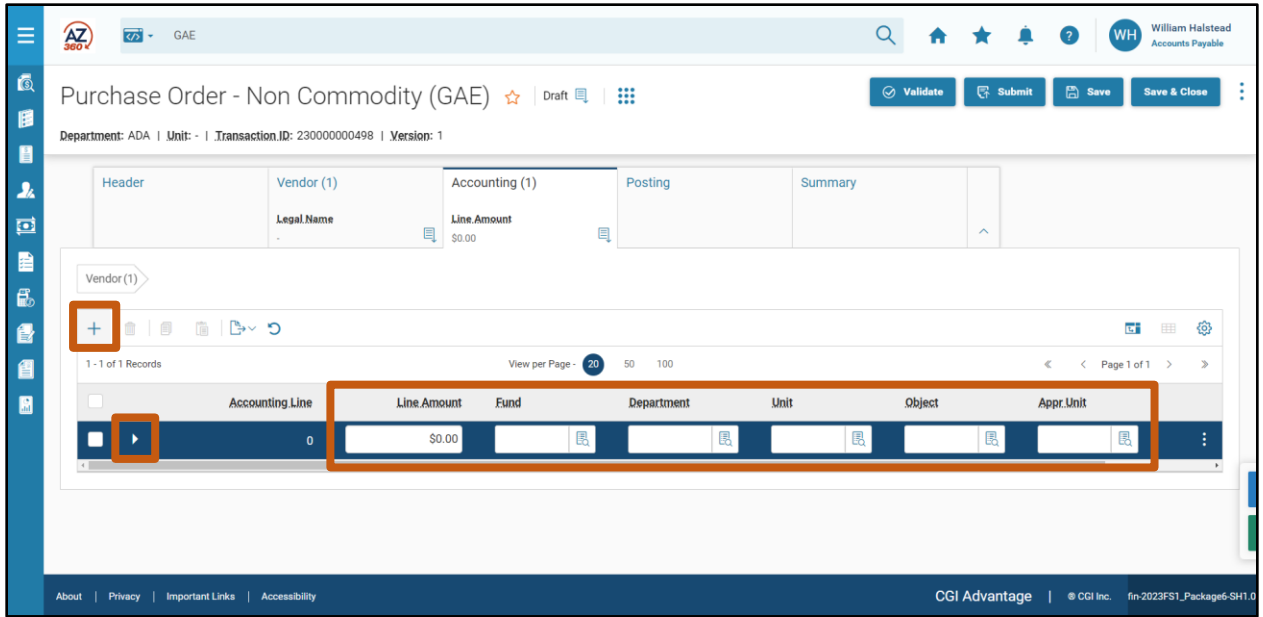 AZ
360
GAE
WH
William Halstead
Accounts Payable
Purchase Order - Non Commodity (GAE)
Draft
Validate
Submit
Save
Save & Close
Department: ADA | Unit: - | Transaction ID: 230000000498 | Version: 1
Header
Vendor (1)
Accounting (1)
Posting
Summary
Legal Name
-
Line Amount
$0.00
Vendor (1)
1 - 1 of 1 Records
View per Page - 20 50 100
Page 1 of 1
Accounting Line
Line Amount
Fund
Department
Unit
Object
Appr Unit
0
$0.00
About | Privacy | Important Links | Accessibility
CGI Advantage | © CGI Inc. fin-2023FS1_Package6-SH1.0